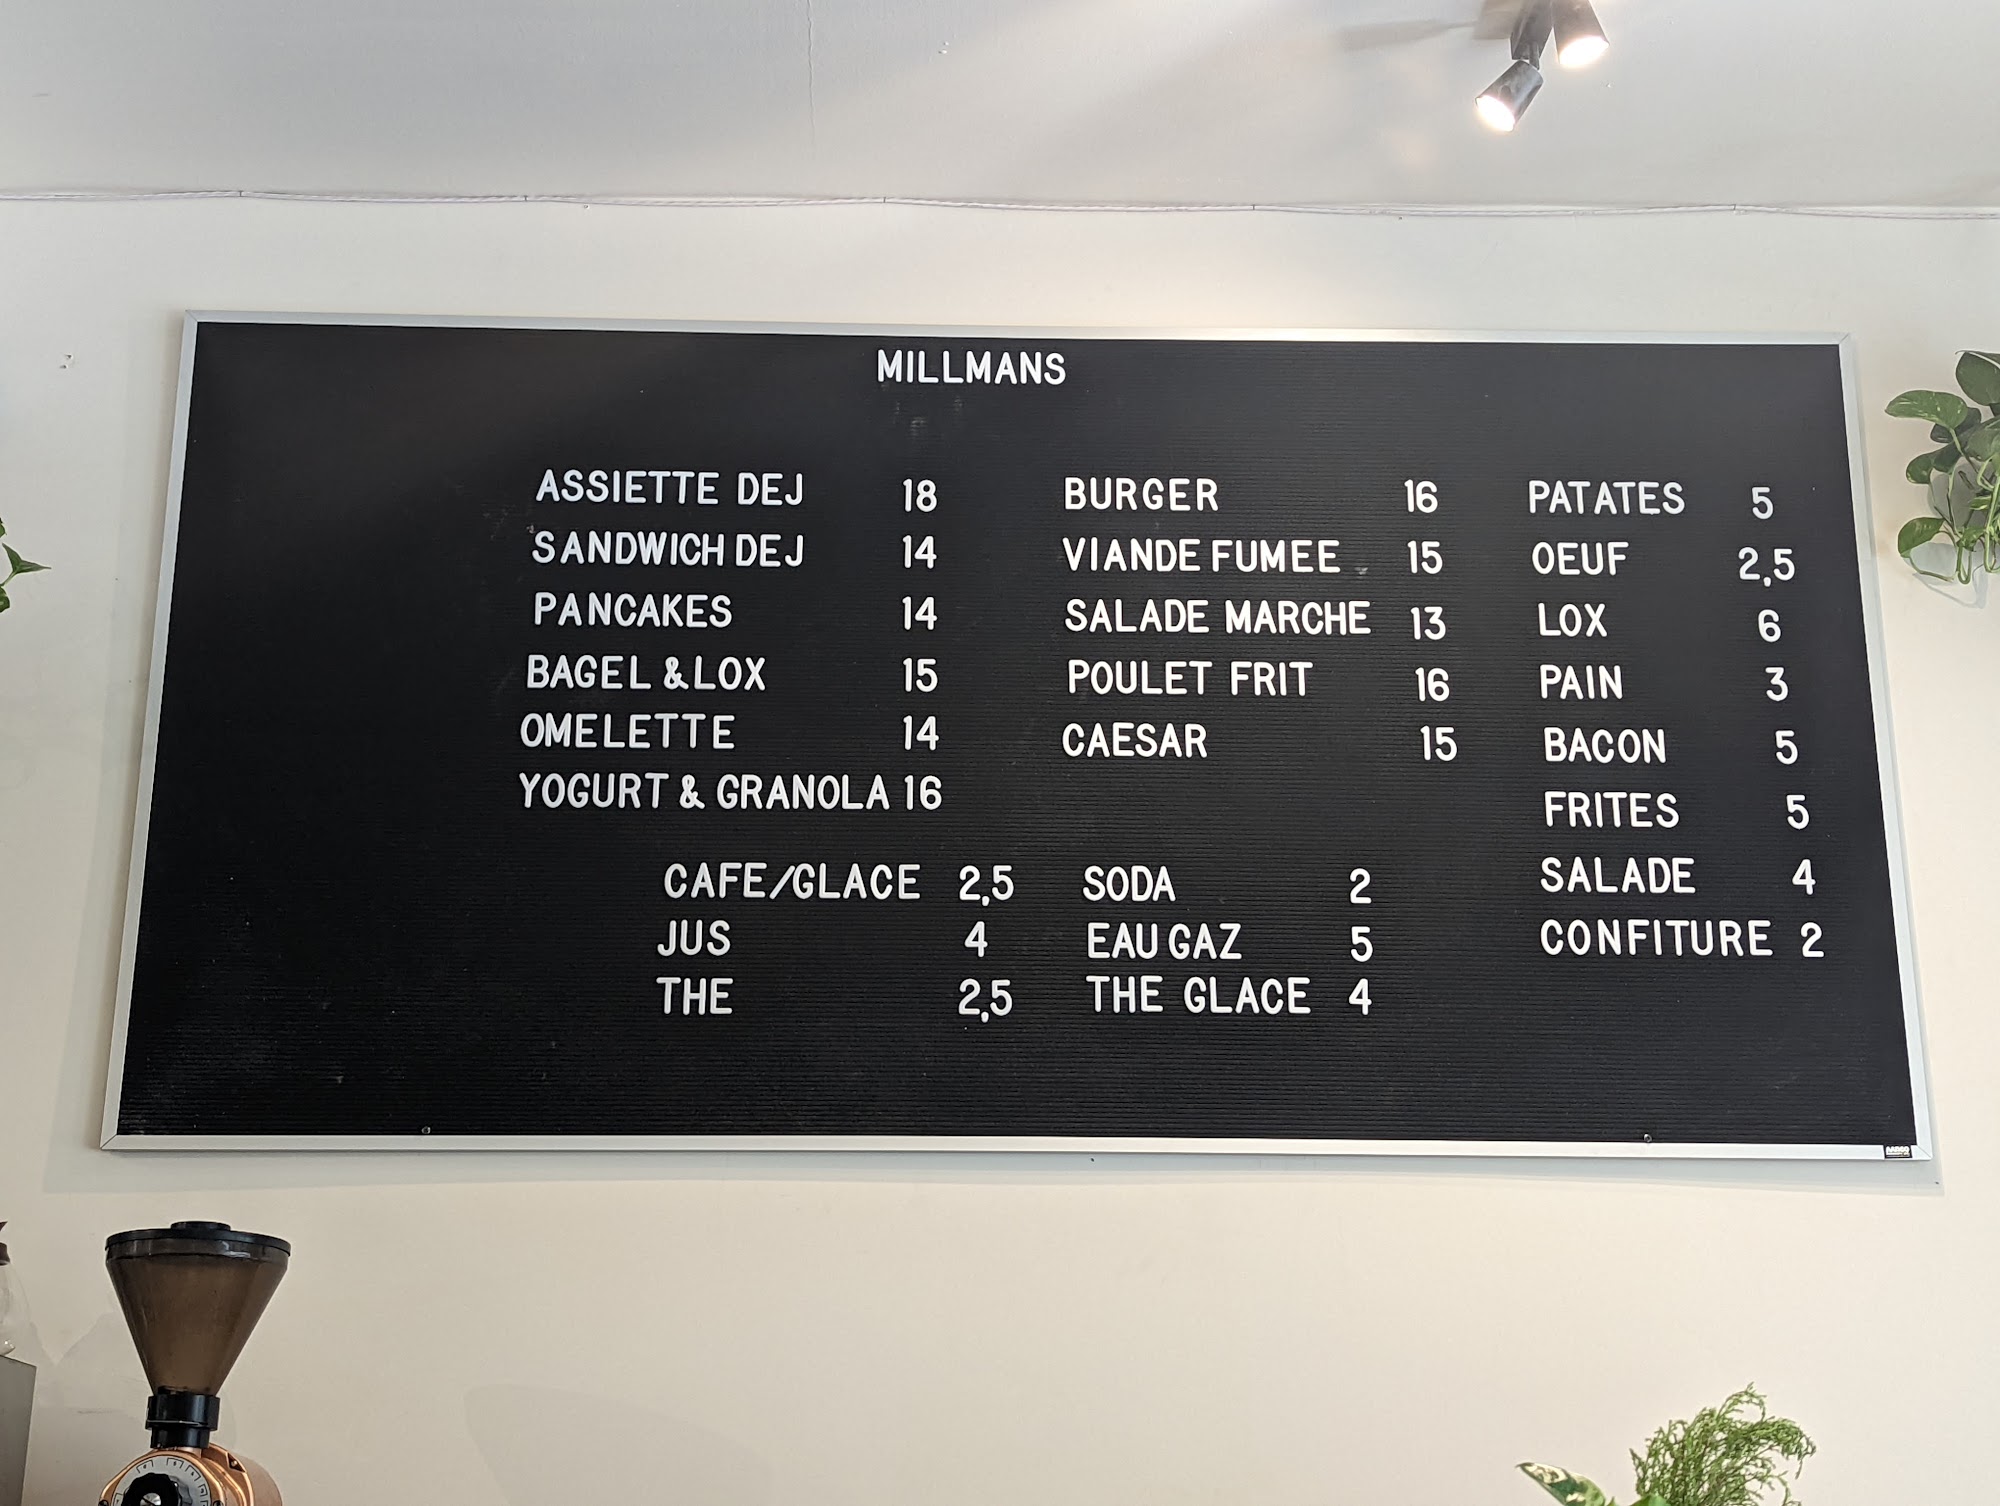 MILLMANS
ASSIETTE DEJ 18
SANDWICH DEJ 14
PANCAKES 14
BAGEL & LOX 15
OMELETTE 14
YOGURT & GRANOLA 16
BURGER 16
VIANDE FUMEE 15
SALADE MARCHE 13
POULET FRIT 16
CAESAR 15
PATATES 5
OEUF 2,5
LOX 6
PAIN 3
BACON 5
FRITES 5
SALADE 4
CONFITURE 2
CAFE/GLACE 2,5
JUS 4
THE 2,5
SODA 2
EAU GAZ 5
THE GLACE 4